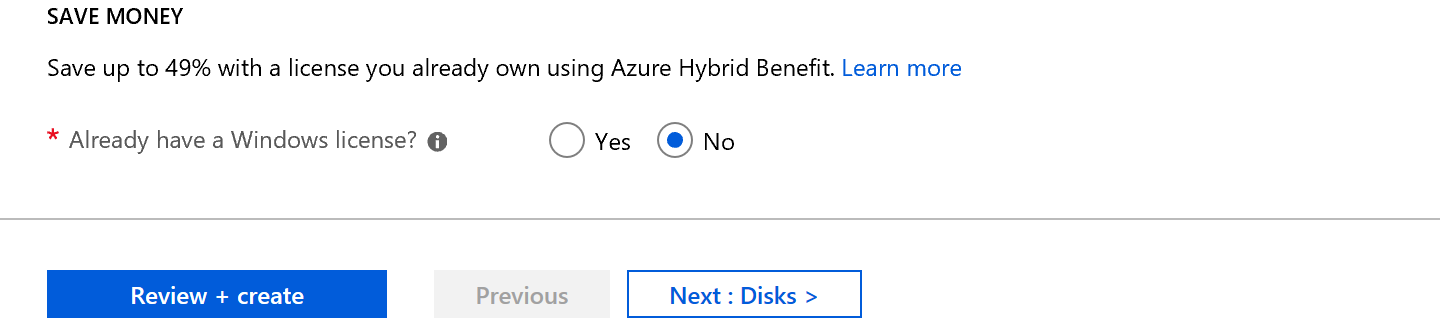 SAVE MONEY
Save up to 49% with a license you already own using Azure Hybrid Benefit. Learn more
* Already have a Windows license? Yes No
Review + create Previous Next : Disks >